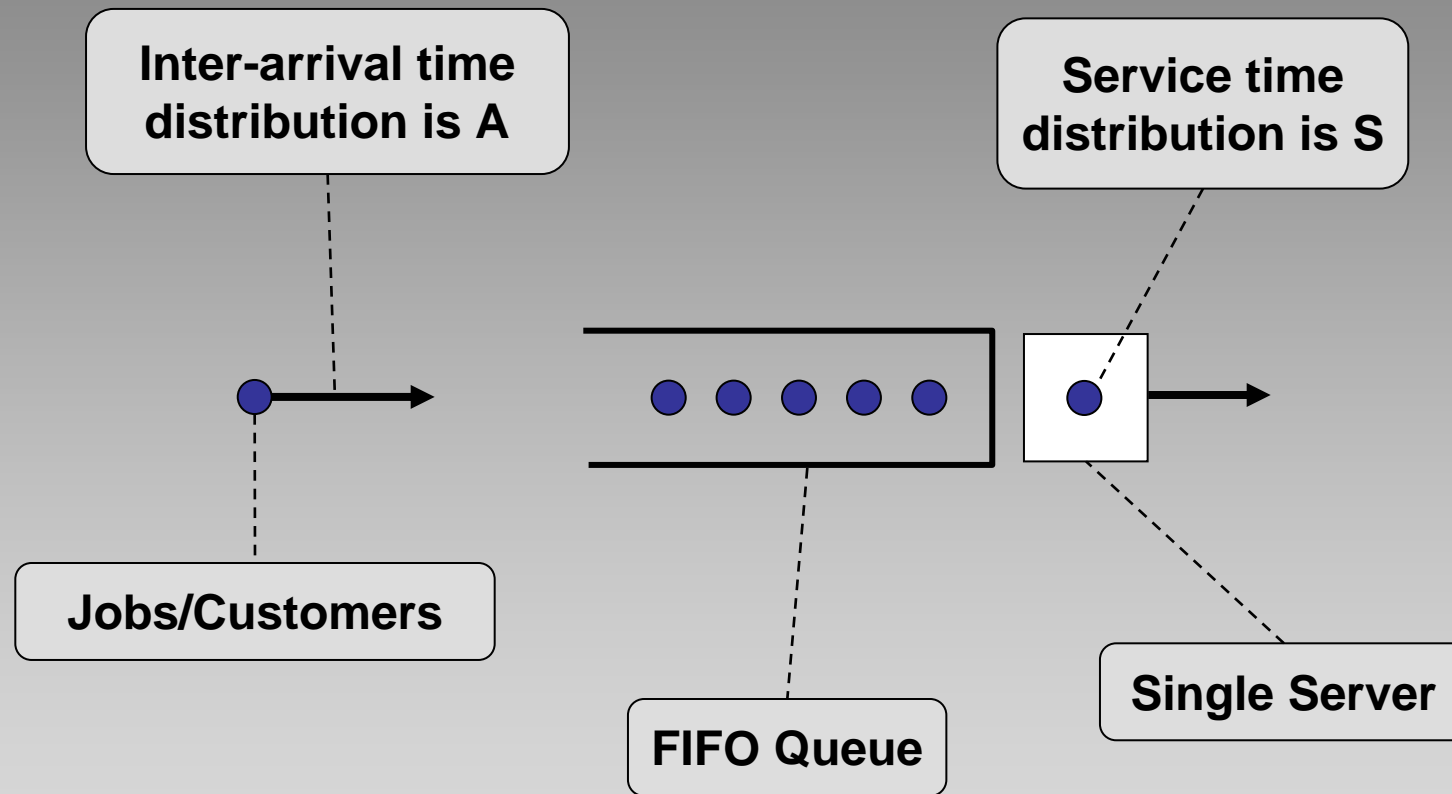 Inter-arrival time
distribution is A
Service time
distribution is S
Jobs/Customers
Single Server
FIFO Queue